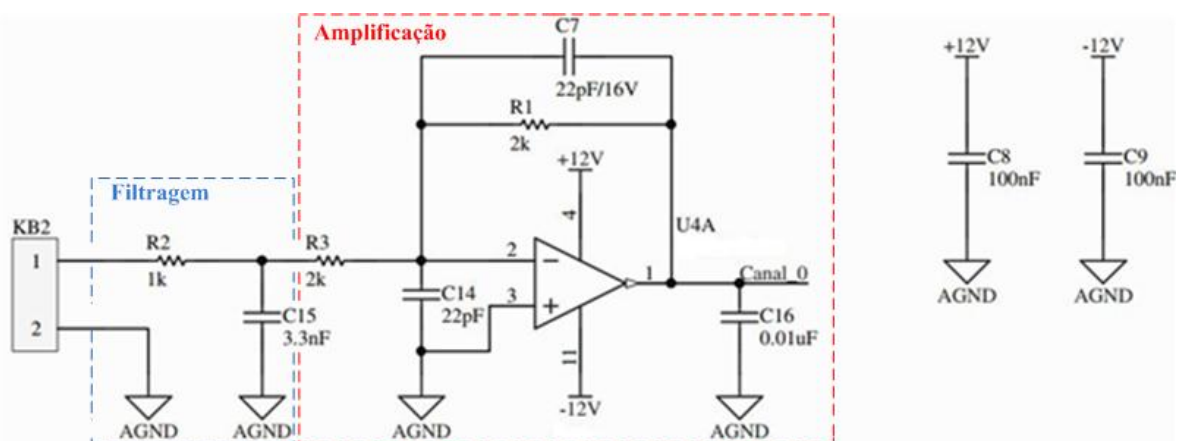 Amplificação
C7
22pF/16V
R1
2k
+12V
4
U4A
Filtragem
KB2
1
R2
1k
R3
2k
2
3
1
Canal_0
C14
22pF
C15
3.3nF
C16
0.01uF
2
11
-12V
AGND
AGND
AGND
AGND
+12V
C8
100nF
AGND
-12V
C9
100nF
AGND